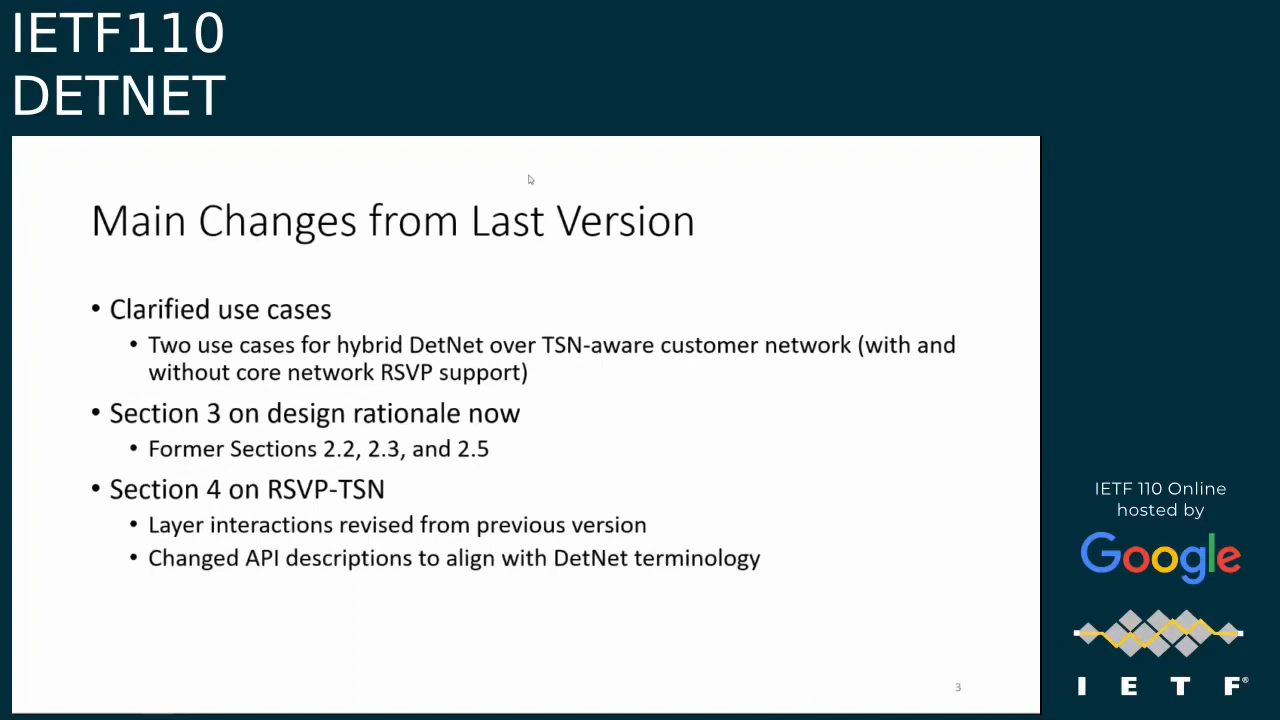 IETF110
DETNET
Main Changes from Last Version
• Clarified use cases
• Two use cases for hybrid DetNet over TSN-aware customer network (with and
without core network RSVP support)
• Section 3 on design rationale now
• Former Sections 2.2, 2.3, and 2.5
• Section 4 on RSVP-TSN
• Layer interactions revised from previous version
• Changed API descriptions to align with DetNet terminology
3
IETF 110 Online
hosted by
Google
I E T F®